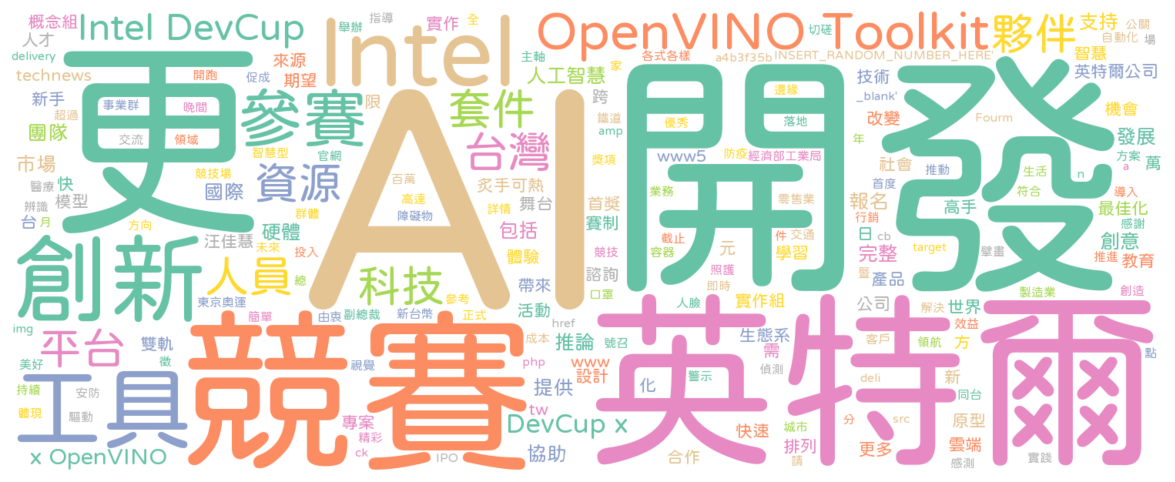 概念組
Intel DevCup
舉辦
指導
實作
全
Intel
OpenVINO Toolkit
夥伴
支持
公關
場
人才
delivery
來源
主軸
切磋
各式各樣
a4b3f35b
INSERT_RANDOM_NUMBER_HERE'
智慧
自動化
technews
開跑
促成
期望
人工智慧
家
技術
英特爾公司
新手
超過
事業群
晚間
更
參賽
限
套件
跨
鐵道
amp
優秀
邊緣
落地
開發
_blank'
改變
Fourm
機會
團隊
交流
領域
智慧型
官網
AI
台灣
獎項
www5
防疫
經濟部工業局
年
發展
市場
競技場
百萬
炙手可熱
業務
零售業
社會
首度
推動
生活
n
方案
a
萬
醫療
快
國際
資源
高速
障礙物
詳情
舞台
首獎
符合
導入
辨識
模型
群體
包括
賽制
元
交通
報名
行銷
高手
最佳化
感謝
台
月
方向
汪佳慧
硬體
未來
體驗
競技
截止
件
容器
學習
日
cb
target
擘畫
創意
創新
人員
投入
總
科技
諮詢
照護
即時
完整
暨
產品
推進
教育
東京奧運
參考
帶來
口罩
人臉
實作組
公司
解決
世界
製造業
創造
img
簡單
由衷
副總裁
新台幣
正式
活動
href
號召
生態系
需
偵測
客戶
領航
效益
方
平台
雙軌
徵
競賽
成本
推論
php
www
設計
英特爾
點
美好
視覺
提供
化
警示
deli
新
同台
持續
體現
安防
驅動
工具
專案
精彩
ck
tw
DevCup x
快速
城市
請
分
src
原型
x OpenVINO
IPO
協助
合作
排列
更多
雲端
感測
實踐